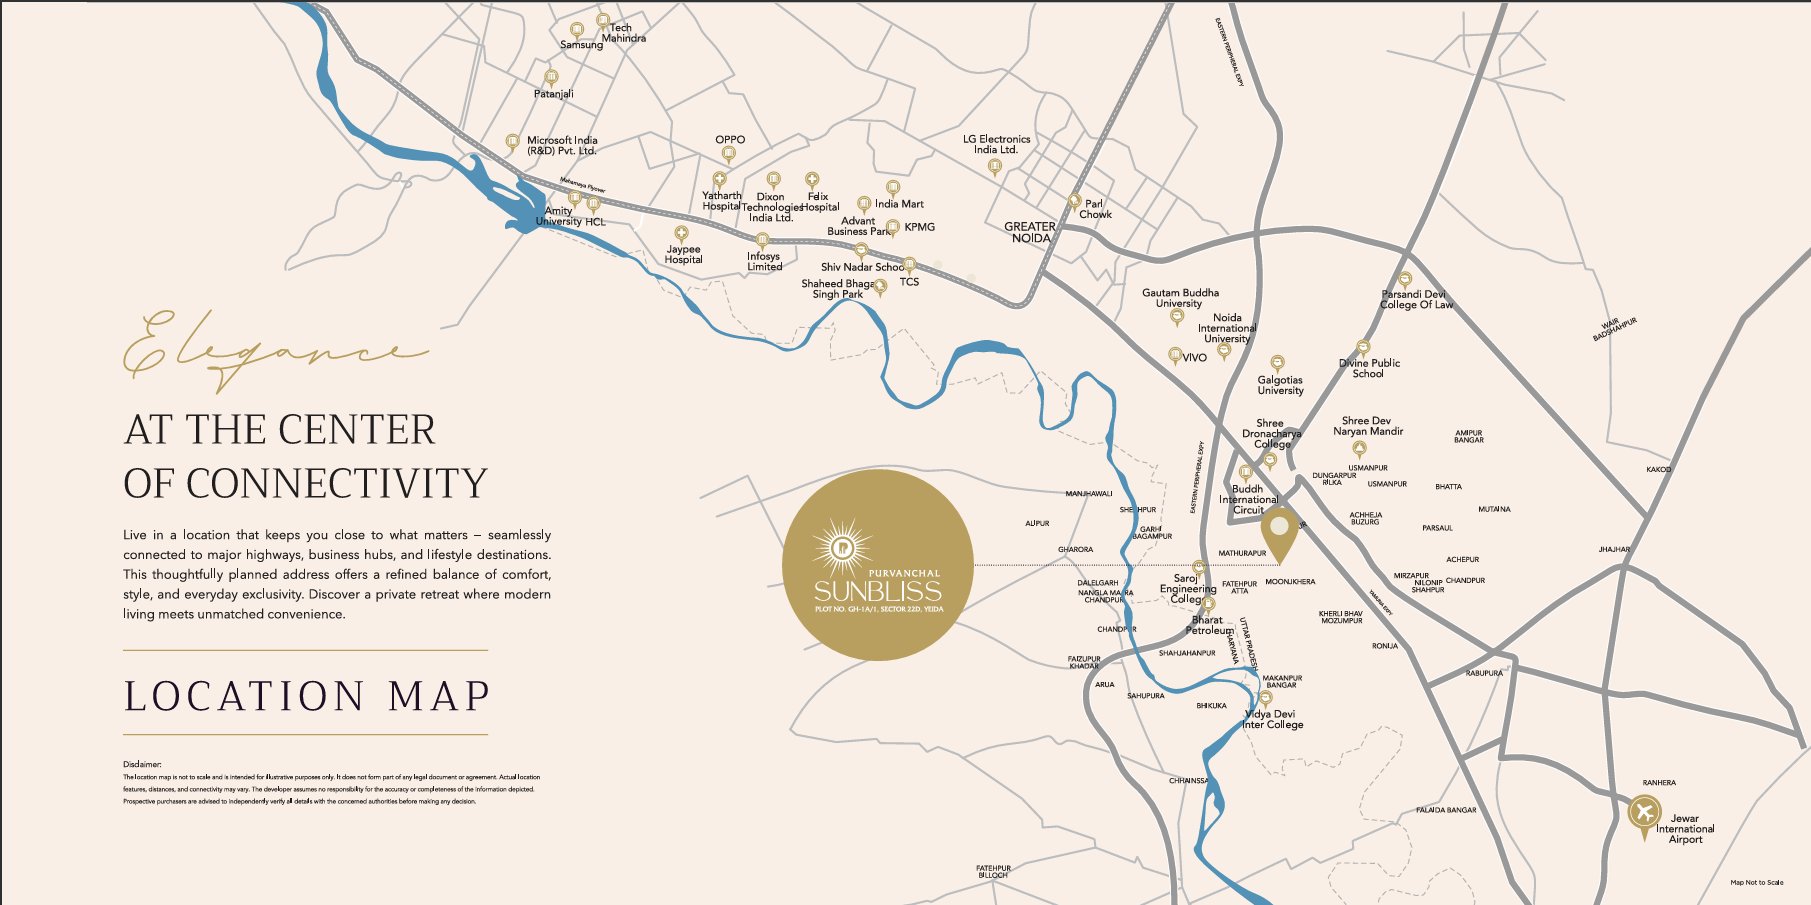 Elegance
AT THE CENTER
OF CONNECTIVITY
Live in a location that keeps you close to what matters – seamlessly
connected to major highways, business hubs, and lifestyle destinations.
This thoughtfully planned address offers a refined balance of comfort,
style, and everyday exclusivity. Discover a private retreat where modern
living meets unmatched convenience.
LOCATION MAP
Disclaimer:
The location map is not to scale and is intended for illustrative purposes only. It does not form part of any legal document or agreement. Actual location
features, distances, and connectivity may vary. The developer assumes no responsibility for the accuracy or completeness of the information depicted.
Prospective purchasers are advised to independently verify all details with the concerned authorities before making any decision.
PURVANCHAL
SUNBLISS
PLOT NO. GH-1A/1, SECTOR 22D, YEIDA
Samsung
Tech
Mahindra
Patanjali
Microsoft India
(R&D) Pvt. Ltd.
Mahamaya Flyover
Amity
University
HCL
OPPO
Yatharth
Hospital
Dixon
Technologies
India Ltd.
Felix
Hospital
India Mart
Advant
Business Park
KPMG
Jaypee
Hospital
Infosys
Limited
Shiv Nadar School
TCS
Shaheed Bhagat
Singh Park
LG Electronics
India Ltd.
GREATER
NOIDA
Pari
Chowk
EASTERN PERIPHERAL EXPY
Gautam Buddha
University
Noida
International
University
VIVO
Galgotias
University
Parsandi Devi
College Of Law
Divine Public
School
WAIR
BADSHAHPUR
Shree
Dronacharya
College
Shree Dev
Naryan Mandir
Buddh
International
Circuit
EASTERN PERIPHERAL EXPY
AMIPUR
BANGAR
USMANPUR
DUNGARPUR
RILKA
USMANPUR
BHATTA
KAKOD
MUTAINA
ACHHEJA
BUZURG
PARSAUL
JHAJHAR
ACHEPUR
MIRZAPUR
NILONIP
SHAHPUR
CHANDPUR
MANJHAWALI
ALIPUR
GARHI
BAGAMPUR
GHARORA
MATHURAPUR
MOONJKHERA
DALELGARH
NANGLA MAJRA
CHANDPUR
Saroj
Engineering
College
FATEHPUR
ATTA
Bharat
Petroleum
KHERLI BHAV
MOZUMPUR
YAMUNA EXPY
CHANDPUR
HARYANA
UTTAR PRADESH
RONIJA
SHAHJAHANPUR
FAIZUPUR
KHADAR
ARUA
SAHUPURA
BHIKUKA
MAKANPUR
BANGAR
Vidya Devi
Inter College
RABUPURA
CHHAINSSA
FALAIDA BANGAR
RANHERA
Jewar
International
Airport
FATEHPUR
BILLOCH
Map Not to Scale